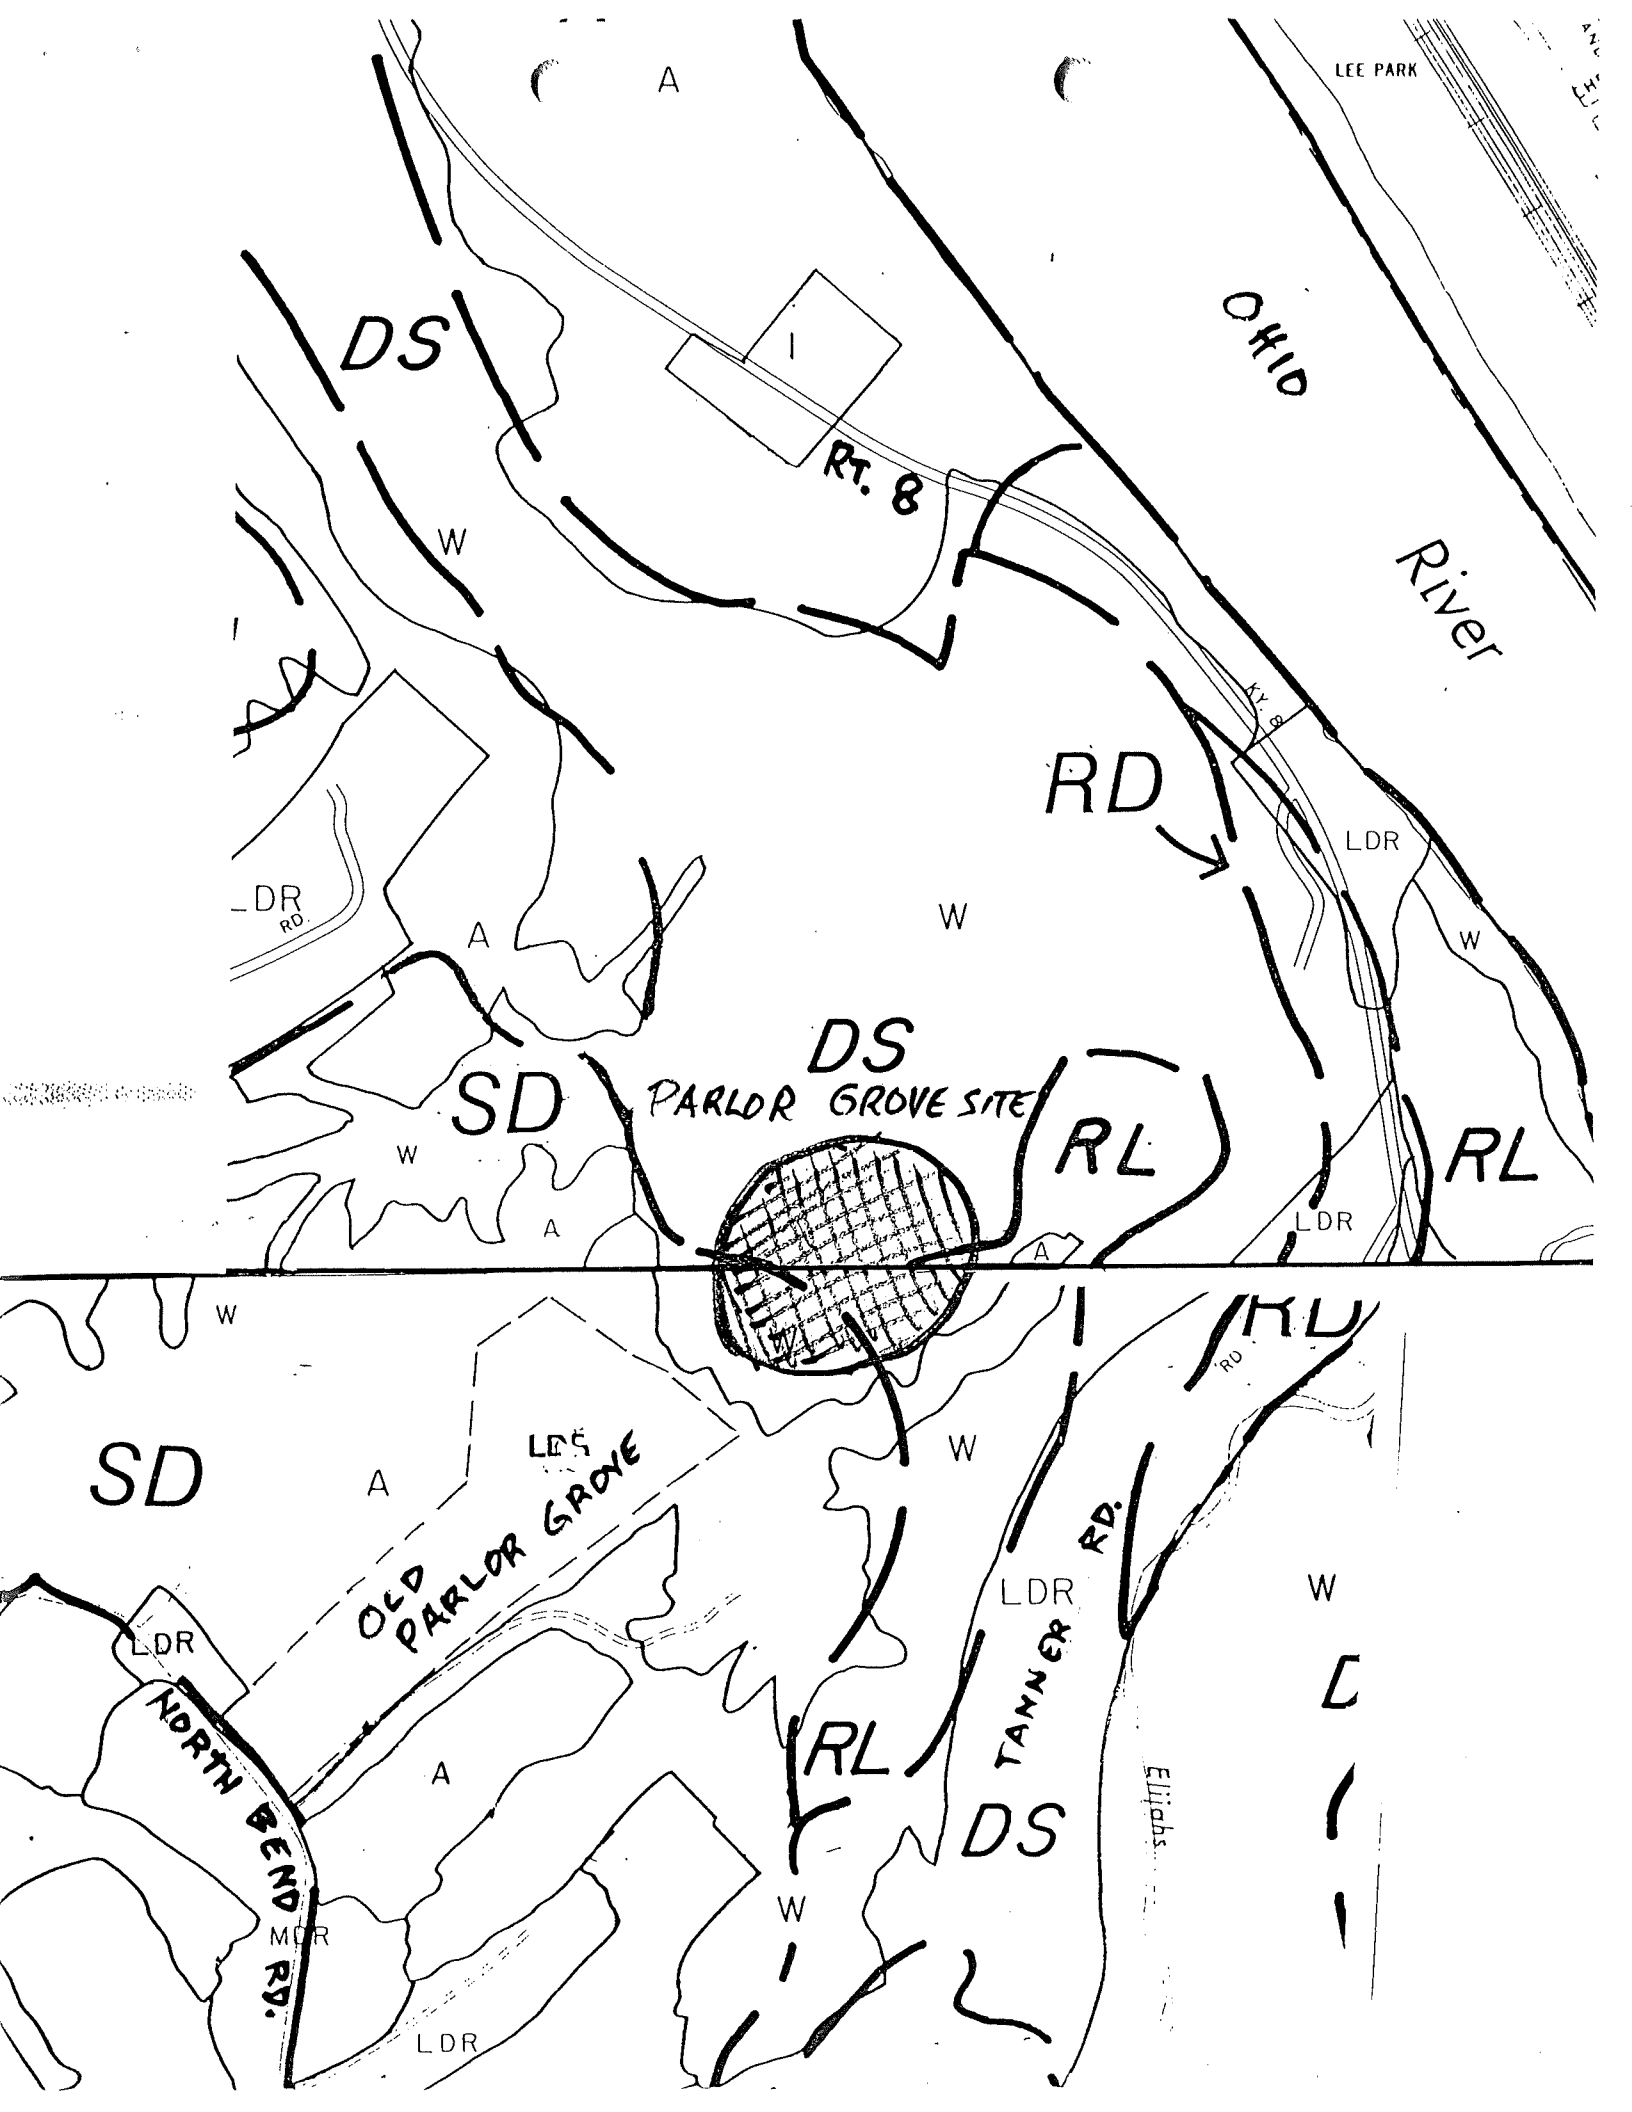 A
LEE PARK
DS
I
OHIO
RT. 8
W
River
KY. 8
RD
LDR
RD.
A
W
W
DS
SD
PARLOR GROVE SITE
RL
RL
W
A
LDR
A
W
RD
RD
SD
A
W
OLD
PARLOR GROVE
RD.
LDR
W
TANNER
LDR
NORTH BEND RD.
RL
A
DS
Elijahs
W
MDR
LDR